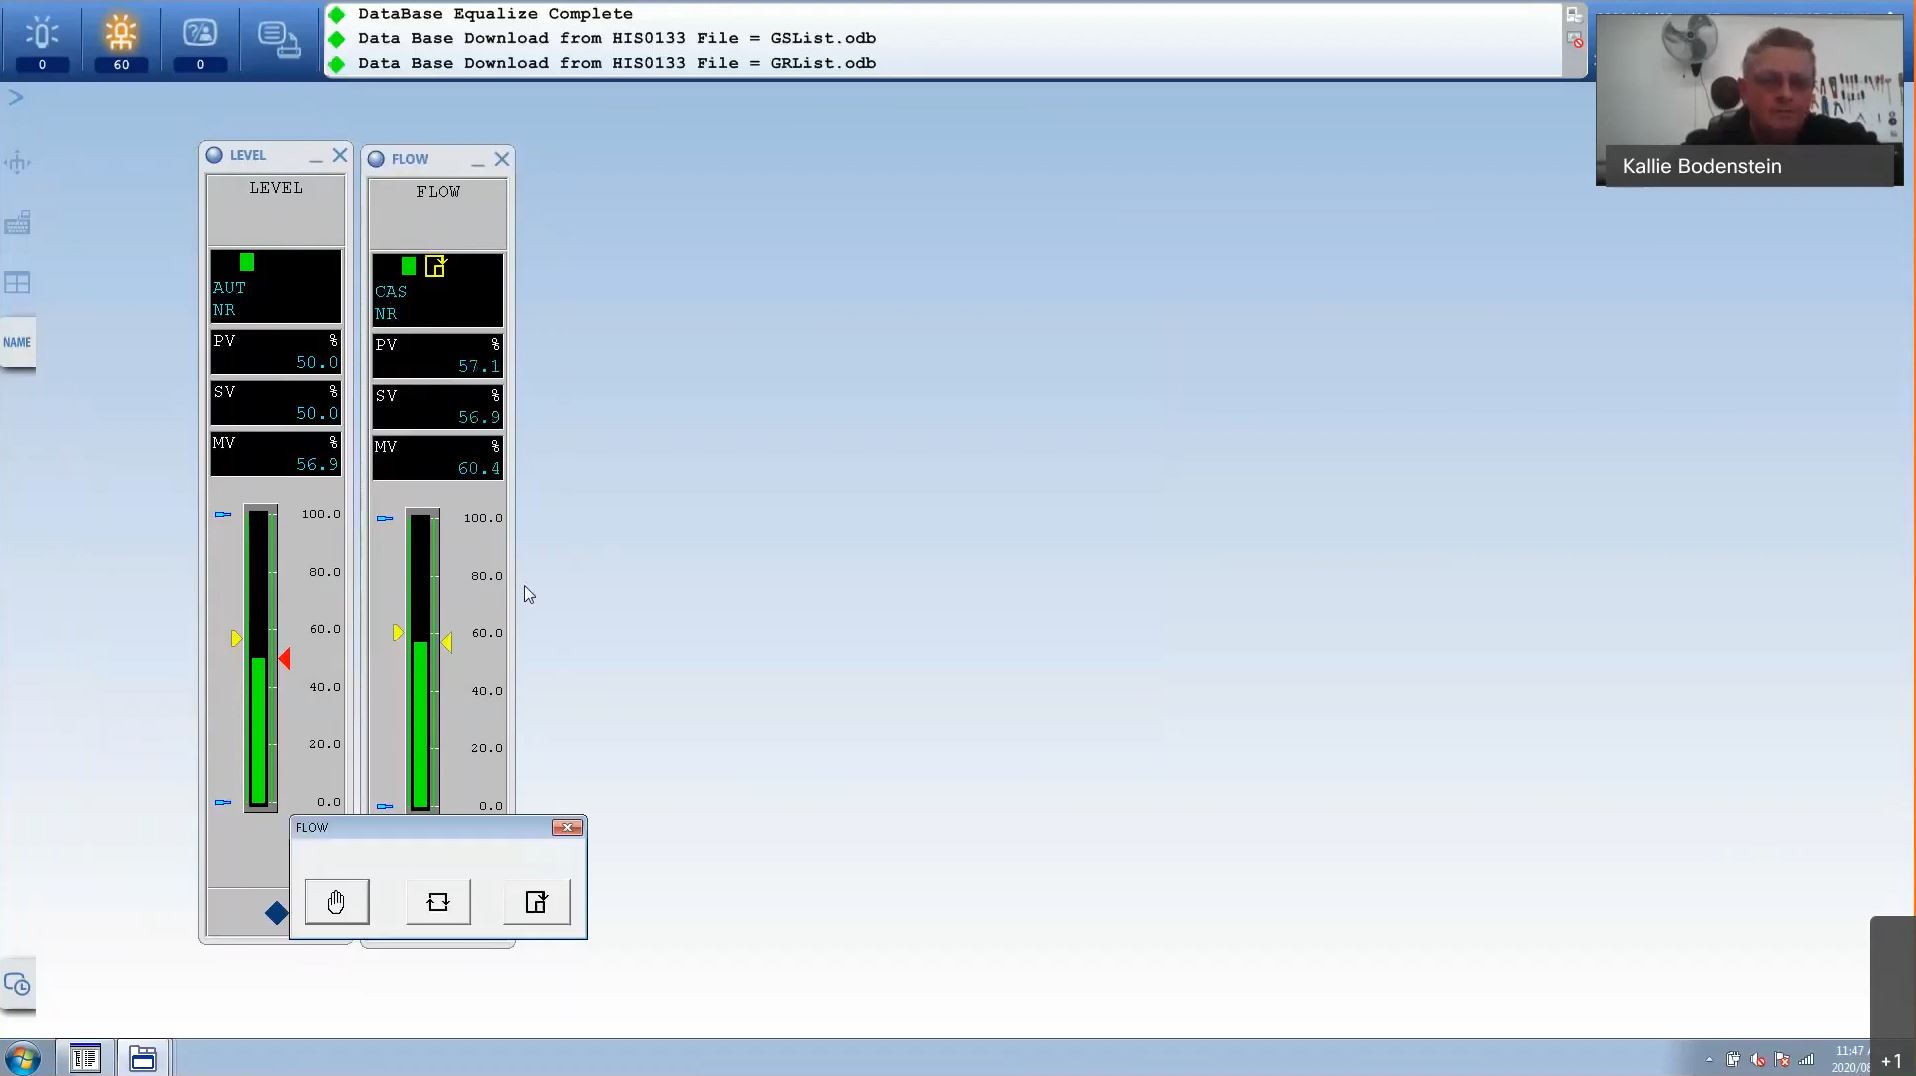 DataBase Equalize Complete
Data Base Download from HIS0133 File = GSList.odb
Data Base Download from HIS0133 File = GRList.odb
0
60
0
Kallie Bodenstein
NAME
LEVEL
LEVEL
AUT
NR
PV %
50.0
SV %
50.0
MV %
56.9
100.0
80.0
60.0
40.0
20.0
0.0
FLOW
FLOW
CAS
NR
PV %
57.1
SV %
56.9
MV %
60.4
100.0
80.0
60.0
40.0
20.0
0.0
FLOW
11:47
2020/08
+1